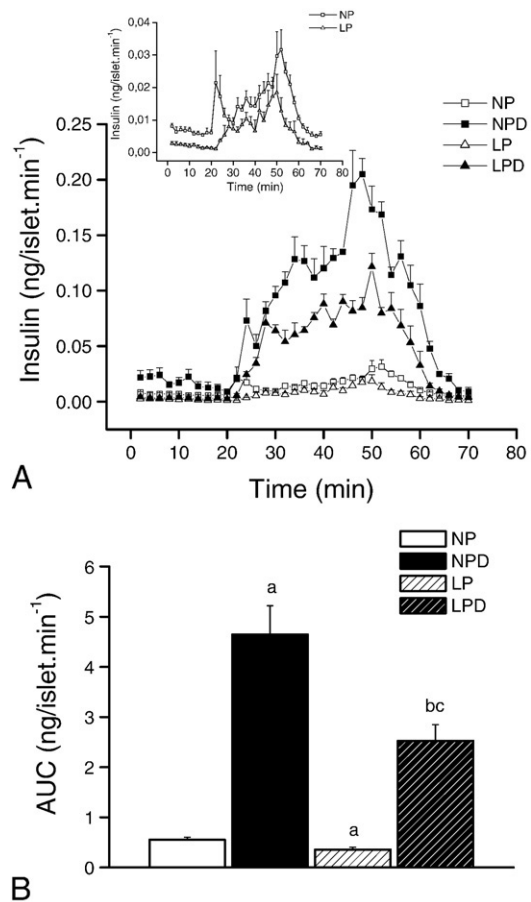 0,04
0,03
0,02
0,01
0,00
Insulin (ng/islet.min⁻¹)
NP
LP
0 10 20 30 40 50 60 70 80
Time (min)
NP
NPD
LP
LPD
0.25
0.20
0.15
0.10
0.05
0.00
Insulin (ng/islet.min⁻¹)
0 10 20 30 40 50 60 70 80
Time (min)
A
NP
NPD
LP
LPD
6
5
4
3
2
1
0
AUC (ng/islet.min⁻¹)
a
a
bc
B